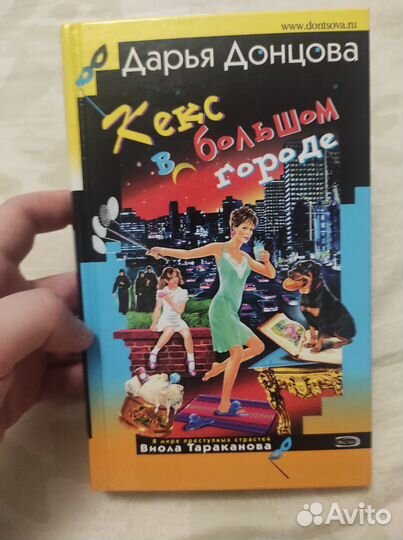 www.dontsova.ru
Дарья Донцова
Кекс
в большом
городе
В мире преступных страстей
Виола Тараканова
Avito